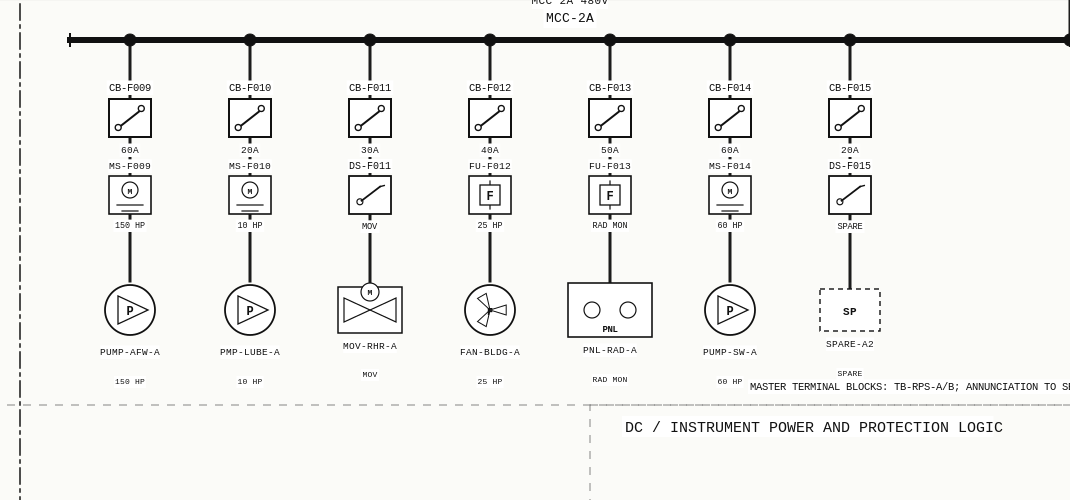 MCC 2A 480V
MCC-2A
CB-F009 CB-F010 CB-F011 CB-F012 CB-F013 CB-F014 CB-F015
60A 20A 30A 40A 50A 60A 20A
MS-F009 MS-F010 DS-F011 FU-F012 FU-F013 MS-F014 DS-F015
M M F F M
150 HP 10 HP MOV 25 HP RAD MON 60 HP SPARE
M
P P P SP
PNL
PUMP-AFW-A PMP-LUBE-A MOV-RHR-A FAN-BLDG-A PNL-RAD-A PUMP-SW-A SPARE-A2
150 HP 10 HP MOV 25 HP RAD MON 60 HP SPARE
MASTER TERMINAL BLOCKS: TB-RPS-A/B; ANNUNCIATION TO
DC / INSTRUMENT POWER AND PROTECTION LOGIC